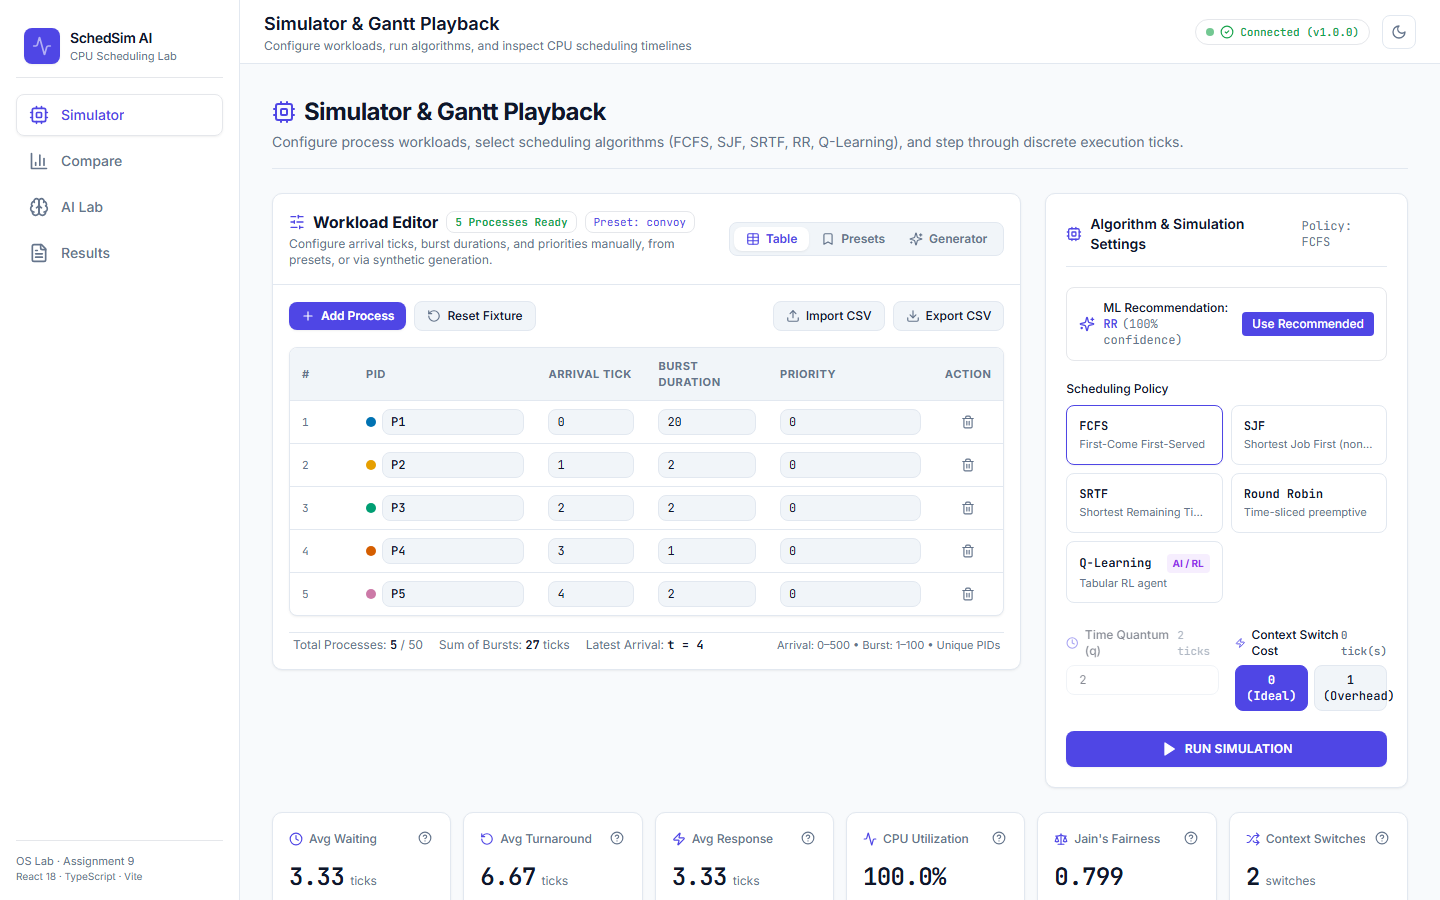 SchedSim AI
CPU Scheduling Lab
Simulator
Compare
AI Lab
Results
OS Lab · Assignment 9
React 18 · TypeScript · Vite
Simulator & Gantt Playback
Configure workloads, run algorithms, and inspect CPU scheduling timelines
Connected (v1.0.0)
Simulator & Gantt Playback
Configure process workloads, select scheduling algorithms (FCFS, SJF, SRTF, RR, Q-Learning), and step through discrete execution ticks.
Workload Editor 5 Processes Ready Preset: convoy
Configure arrival ticks, burst durations, and priorities manually, from
presets, or via synthetic generation.
Table Presets Generator
Add Process Reset Fixture Import CSV Export CSV
# PID ARRIVAL TICK BURST DURATION PRIORITY ACTION
1 P1 0 20 0
2 P2 1 2 0
3 P3 2 2 0
4 P4 3 1 0
5 P5 4 2 0
Total Processes: 5 / 50 Sum of Bursts: 27 ticks Latest Arrival: t = 4 Arrival: 0–500 • Burst: 1–100 • Unique PIDs
Algorithm & Simulation
Settings
Policy:
FCFS
ML Recommendation:
RR (100%
confidence)
Use Recommended
Scheduling Policy
FCFS
First-Come First-Served
SJF
Shortest Job First (non...
SRTF
Shortest Remaining Ti...
Round Robin
Time-sliced preemptive
Q-Learning AI / RL
Tabular RL agent
Time Quantum
(q)
2
ticks
2
Context Switch
Cost
0
tick(s)
0
(Ideal)
1
(Overhead)
RUN SIMULATION
Avg Waiting
3.33 ticks
Avg Turnaround
6.67 ticks
Avg Response
3.33 ticks
CPU Utilization
100.0%
Jain's Fairness
0.799
Context Switches
2 switches